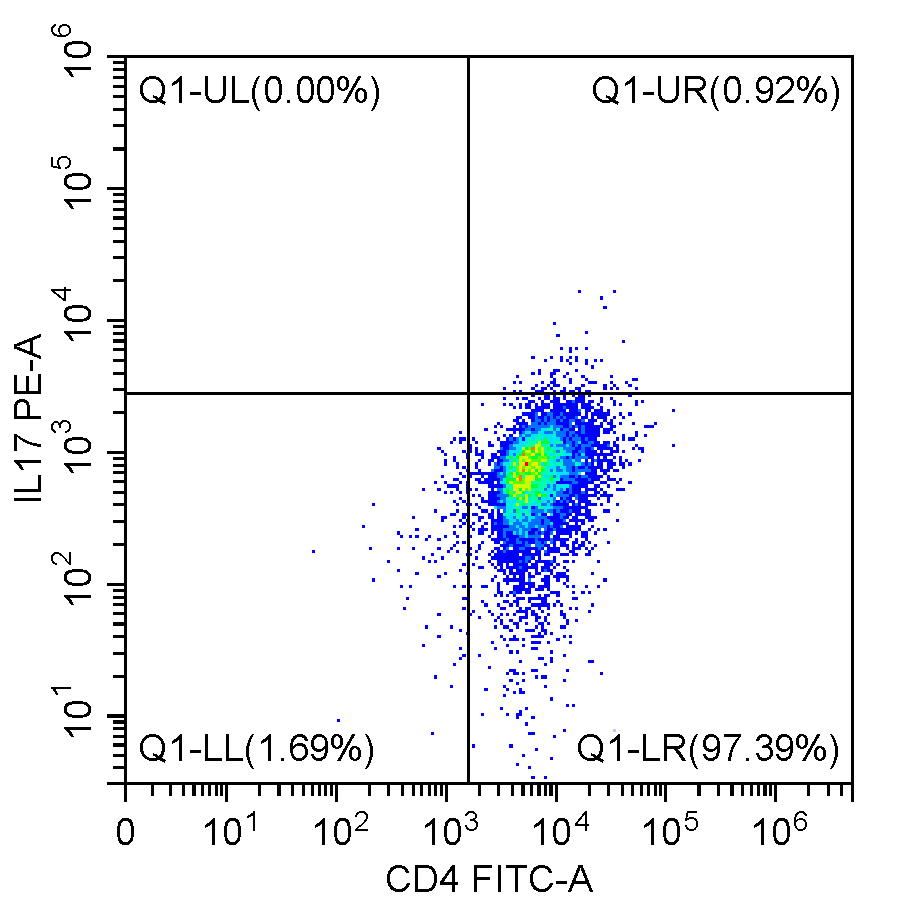 10^6
Q1-UL(0.00%) Q1-UR(0.92%)
10^5
10^4
IL17 PE-A
10^3
10^2
10^1
Q1-LL(1.69%) Q1-LR(97.39%)
0 10^1 10^2 10^3 10^4 10^5 10^6
CD4 FITC-A